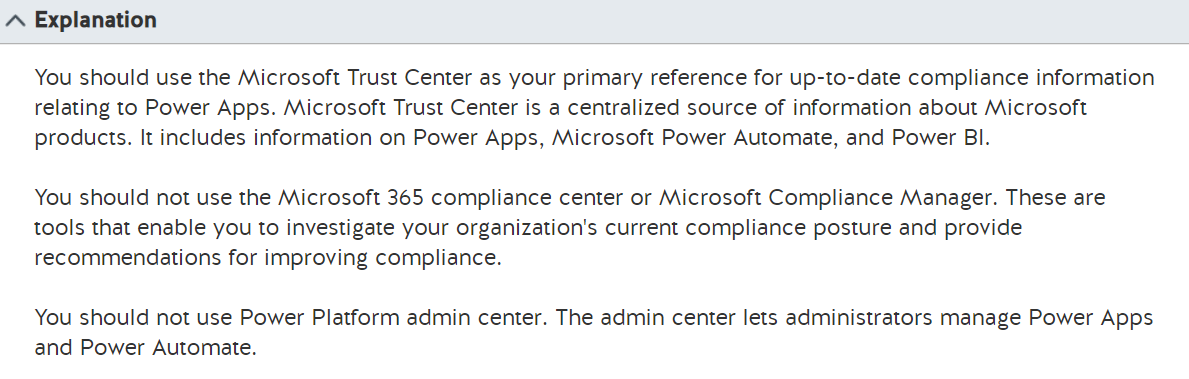 Explanation
You should use the Microsoft Trust Center as your primary reference for up-to-date compliance information
relating to Power Apps. Microsoft Trust Center is a centralized source of information about Microsoft
products. It includes information on Power Apps, Microsoft Power Automate, and Power BI.
You should not use the Microsoft 365 compliance center or Microsoft Compliance Manager. These are
tools that enable you to investigate your organization's current compliance posture and provide
recommendations for improving compliance.
You should not use Power Platform admin center. The admin center lets administrators manage Power Apps
and Power Automate.